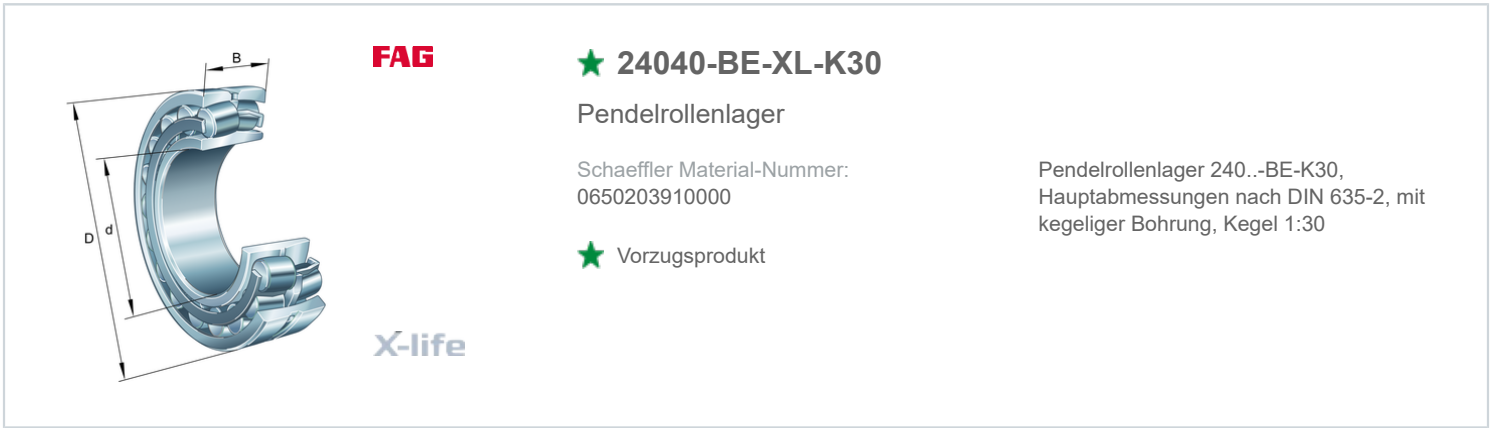 B
D
d
FAG
X-life
24040-BE-XL-K30
Pendelrollenlager
Schaeffler Material-Nummer:
0650203910000
Vorzugsprodukt
Pendelrollenlager 240..-BE-K30,
Hauptabmessungen nach DIN 635-2, mit
kegeliger Bohrung, Kegel 1:30